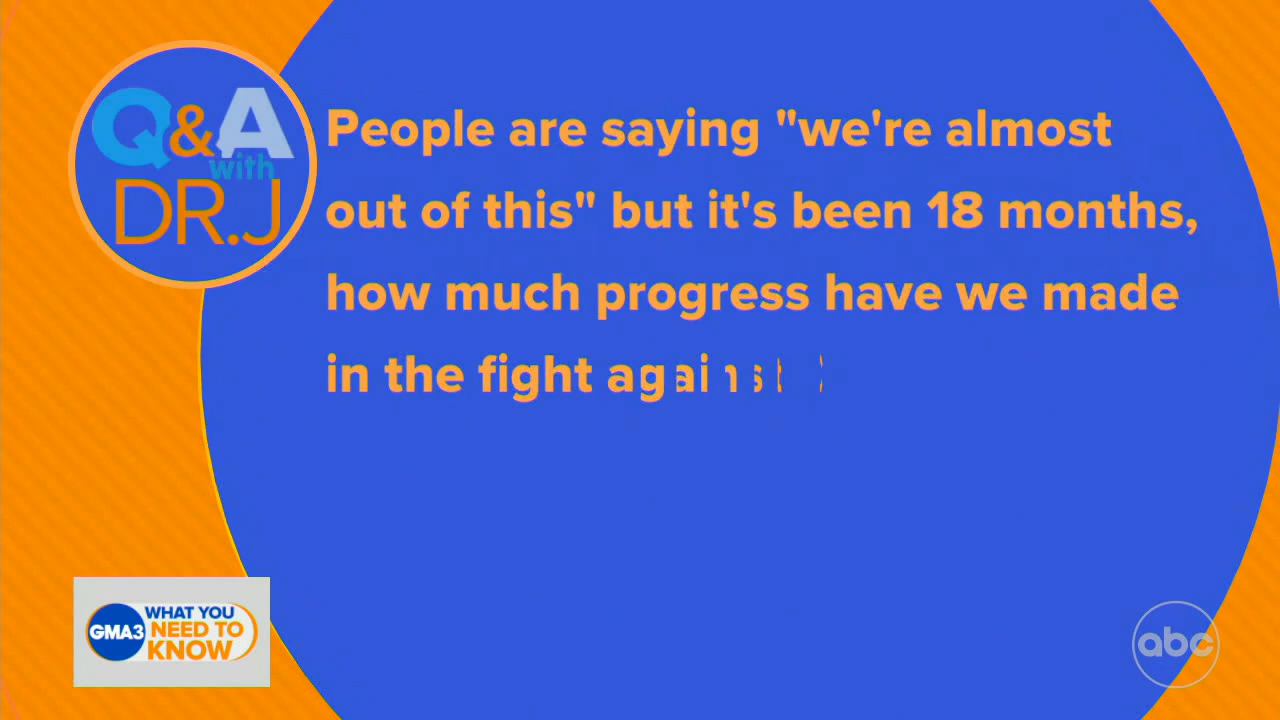 Q&A
with
DR.J
People are saying "we're almost
out of this" but it's been 18 months,
how much progress have we made
in the fight against
GMA3
WHAT YOU
NEED TO
KNOW
abc